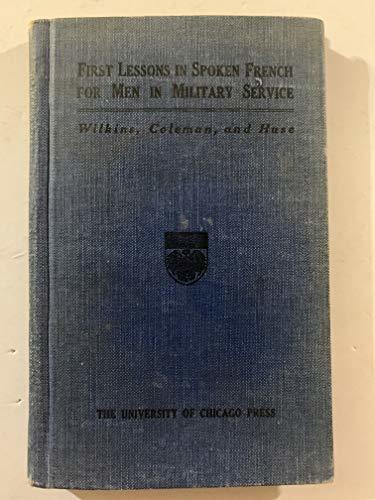 First Lessons in Spoken French
for Men in Military Service
Wilkins, Coleman, and Huse
The University of Chicago Press